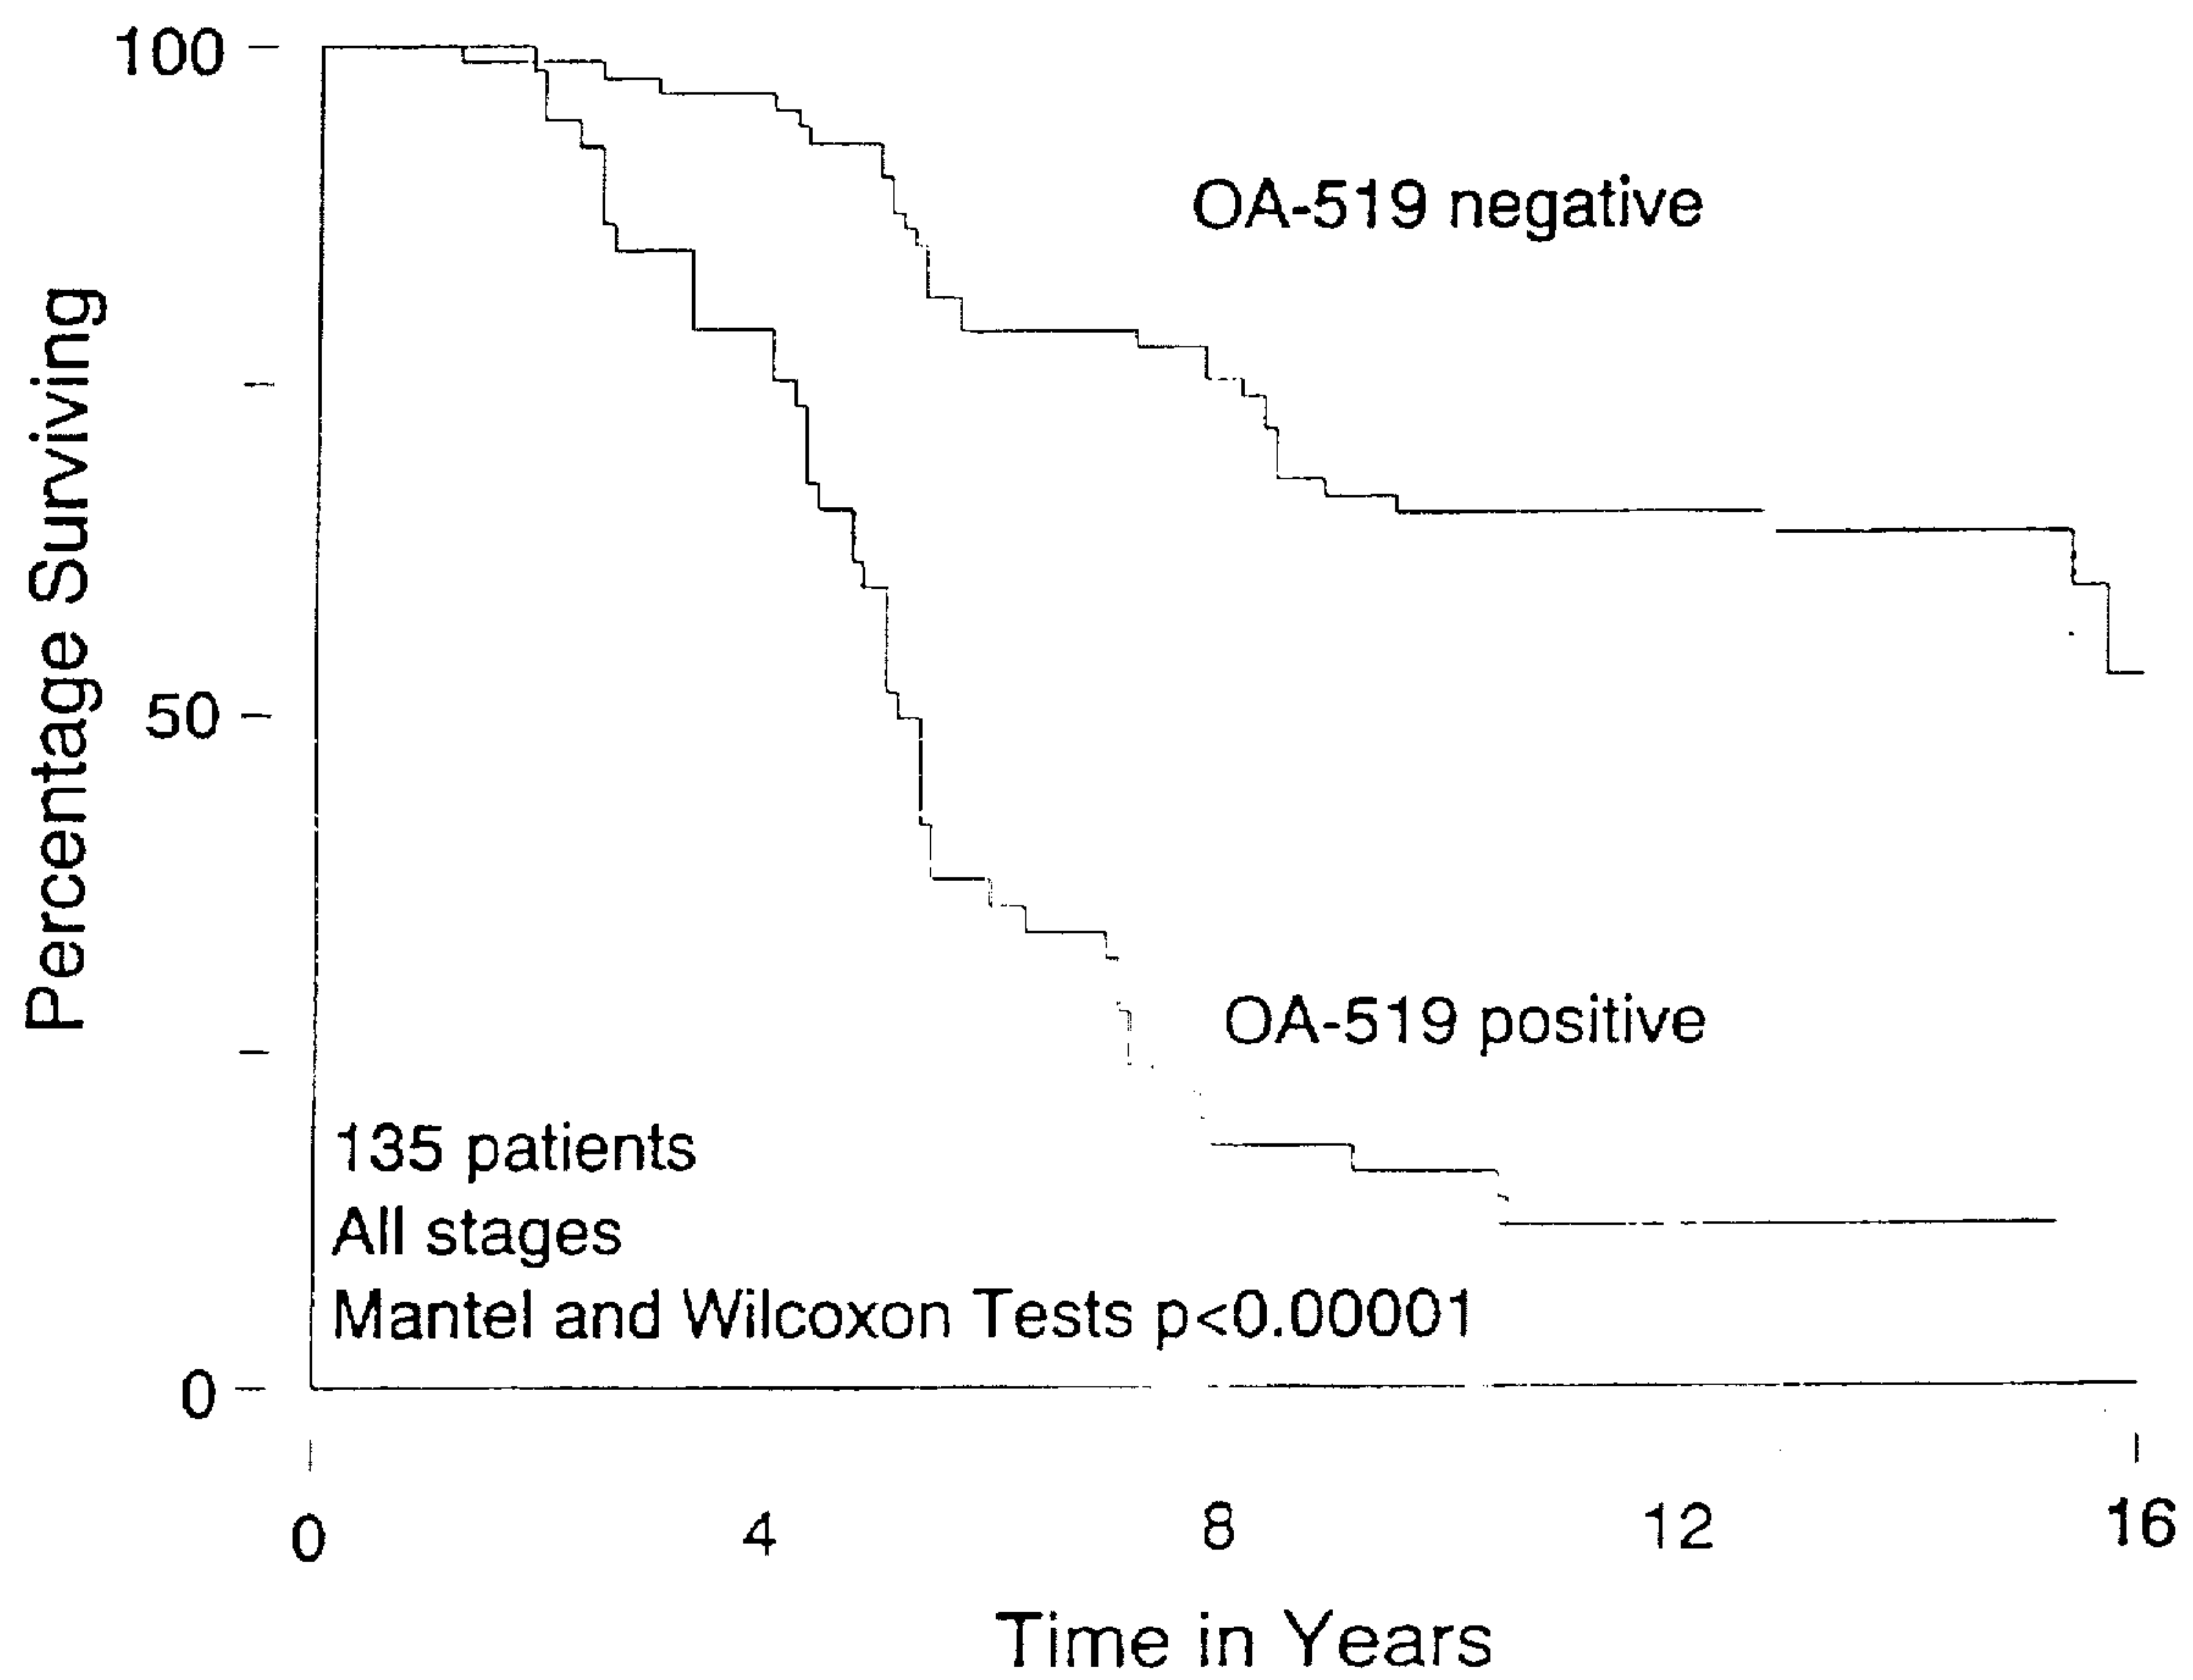 100
OA-519 negative
Percentage Surviving
50
OA-519 positive
135 patients
All stages
Mantel and Wilcoxon Tests p<0.00001
0
0 4 8 12 16
Time in Years